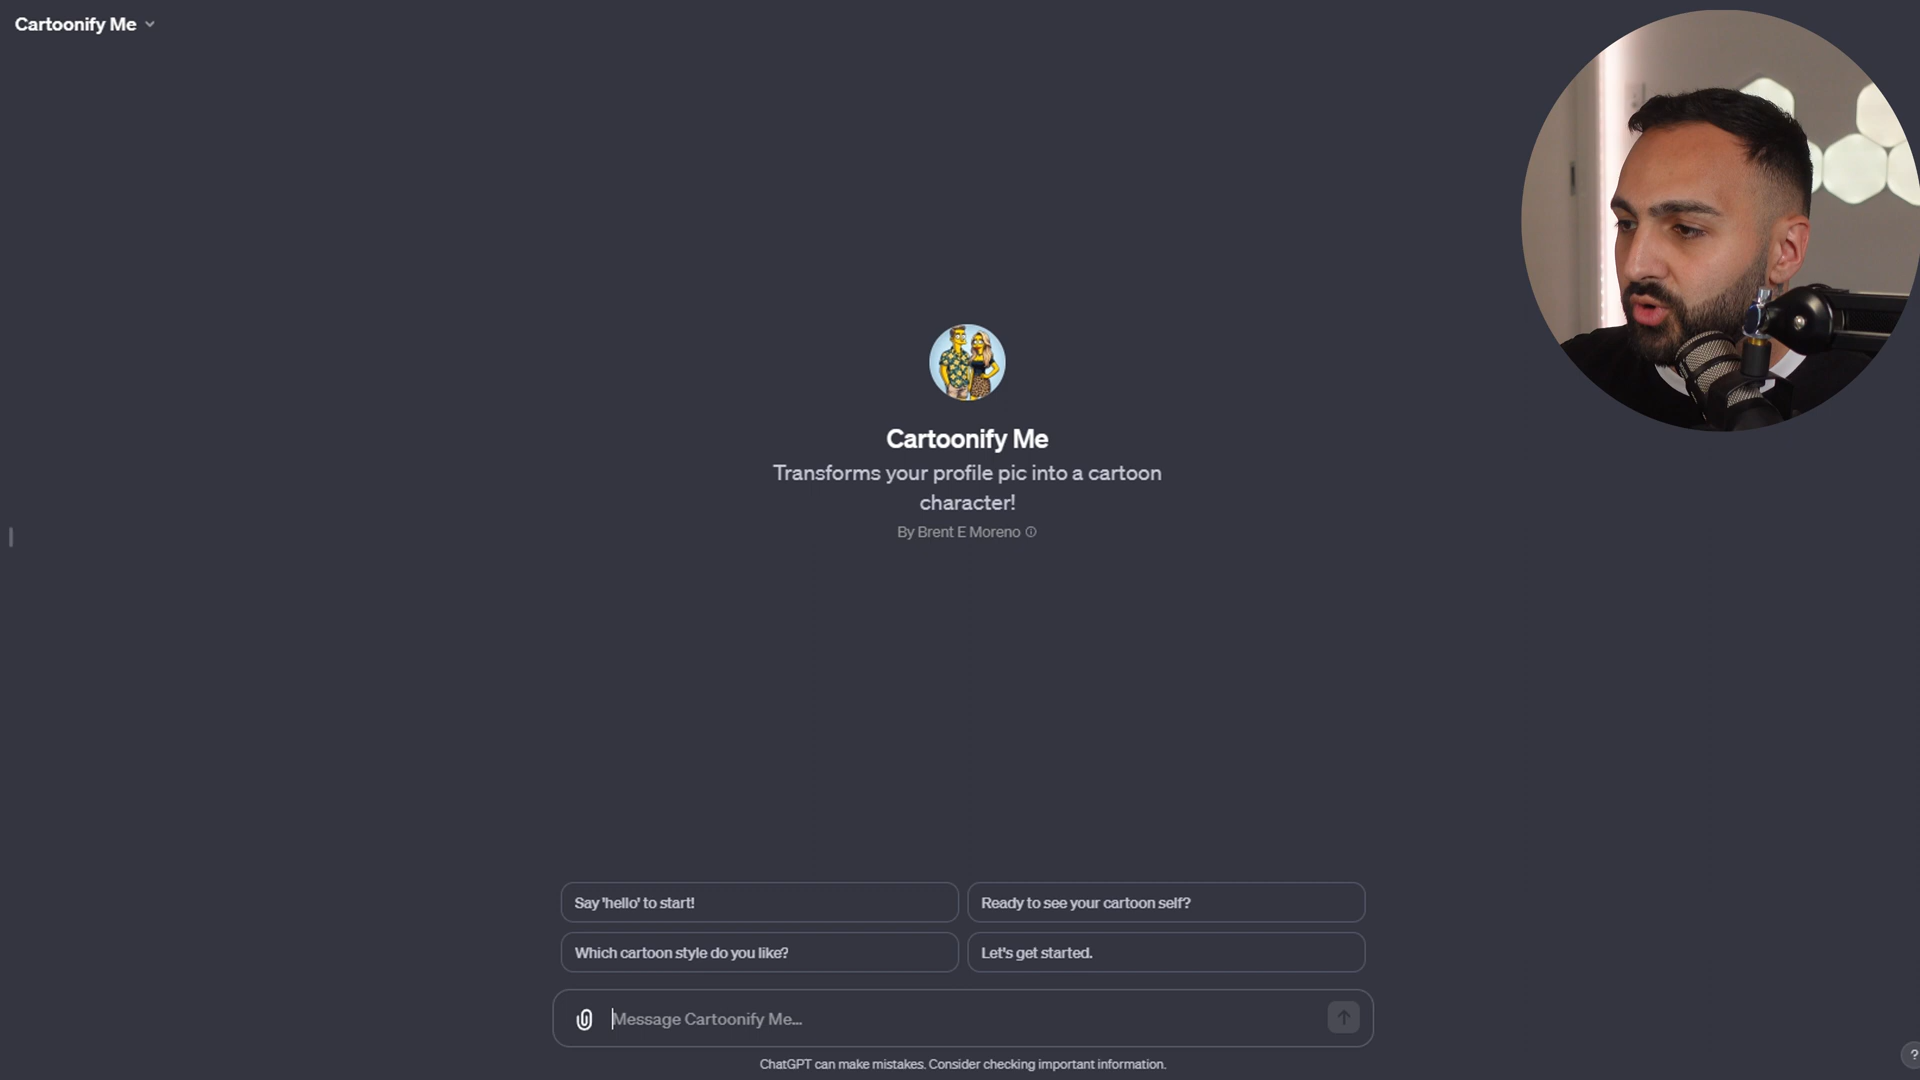 Cartoonify Me
Cartoonify Me
Transforms your profile pic into a cartoon
character!
By Brent E Moreno
Say 'hello' to start!
Ready to see your cartoon self?
Which cartoon style do you like?
Let's get started.
Message Cartoonify Me...
ChatGPT can make mistakes. Consider checking important information.
?